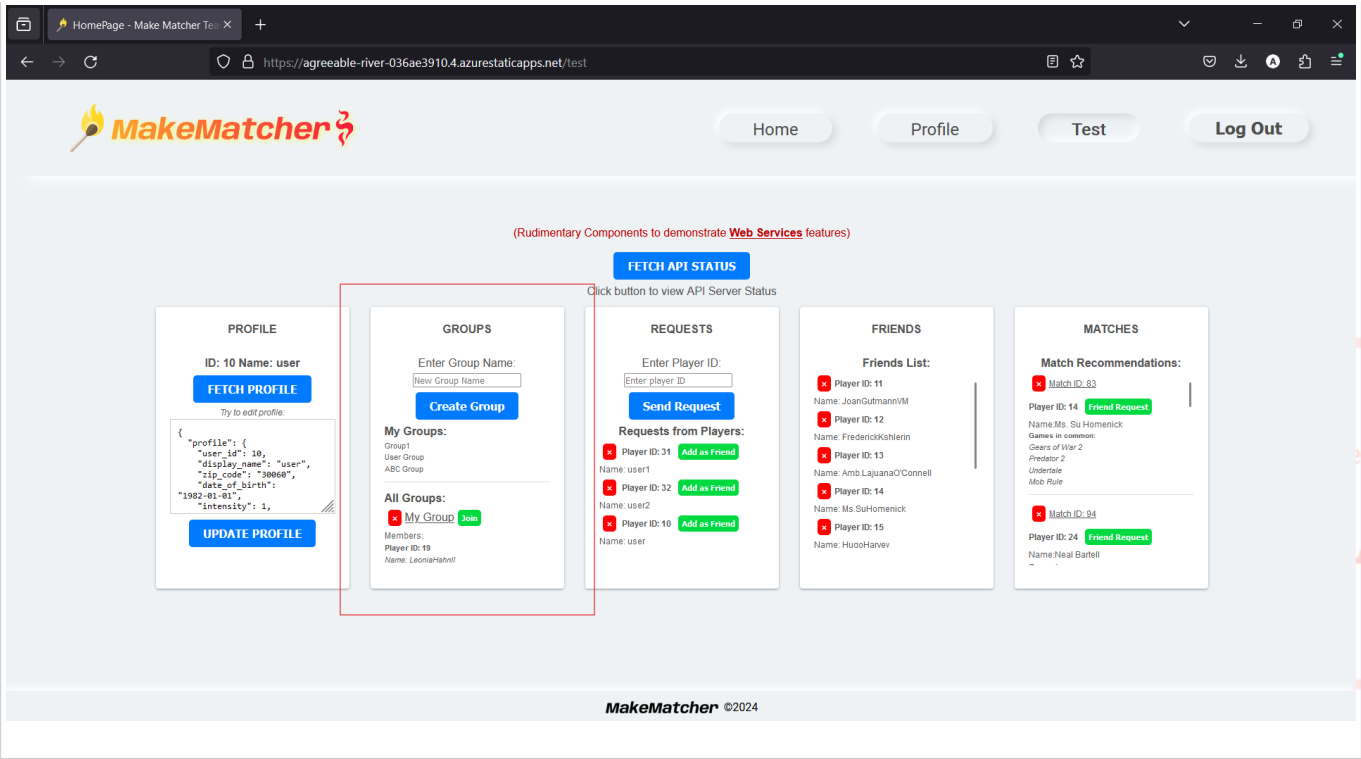 HomePage - Make Matcher Tea
https://agreeable-river-036ae3910.4.azurestaticapps.net/test
MakeMatcher
Home
Profile
Test
Log Out
(Rudimentary Components to demonstrate Web Services features)
FETCH API STATUS
Click button to view API Server Status
PROFILE
ID: 10 Name: user
FETCH PROFILE
Try to edit profile:
{
"profile": {
"user_id": 10,
"display_name": "user",
"zip_code": "30060",
"date_of_birth":
"1982-01-01",
"intensity": 1,
UPDATE PROFILE
GROUPS
Enter Group Name:
New Group Name
Create Group
My Groups:
Group1
User Group
ABC Group
All Groups:
x My Group Join
Members:
Player ID: 19
Name: LeoniaHahnII
REQUESTS
Enter Player ID:
Enter player ID
Send Request
Requests from Players:
x Player ID: 31 Add as Friend
Name: user1
x Player ID: 32 Add as Friend
Name: user2
x Player ID: 10 Add as Friend
Name: user
FRIENDS
Friends List:
x Player ID: 11
Name: JoanGutmannVM
x Player ID: 12
Name: FrederickKshlerin
x Player ID: 13
Name: Amb.LajuanaO'Connell
x Player ID: 14
Name: Ms.SuHomenick
x Player ID: 15
Name: HugoHarvey
MATCHES
Match Recommendations:
x Match ID: 83
Player ID: 14 Friend Request
Name:Ms. Su Homenick
Games in common:
Gears of War 2
Predator 2
Undertale
Mob Rule
x Match ID: 94
Player ID: 24 Friend Request
Name:Neal Bartell
MakeMatcher ©2024